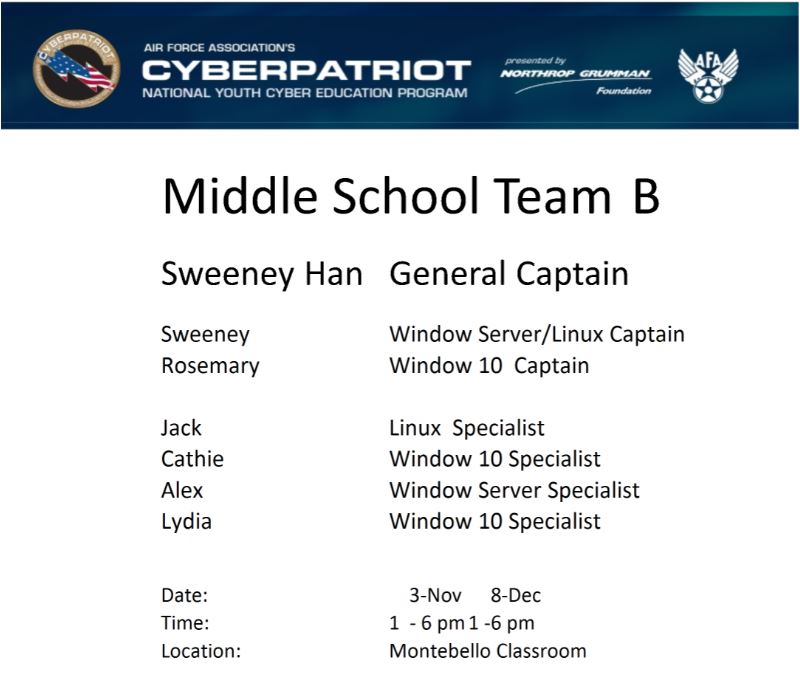 CYBERPATRIOT
AIR FORCE ASSOCIATION'S
CYBERPATRIOT
NATIONAL YOUTH CYBER EDUCATION PROGRAM
presented by
NORTHROP GRUMMAN
Foundation
AFA
Middle School Team B
Sweeney Han General Captain
Sweeney Window Server/Linux Captain
Rosemary Window 10 Captain
Jack Linux Specialist
Cathie Window 10 Specialist
Alex Window Server Specialist
Lydia Window 10 Specialist
Date: 3-Nov 8-Dec
Time: 1 - 6 pm 1 -6 pm
Location: Montebello Classroom